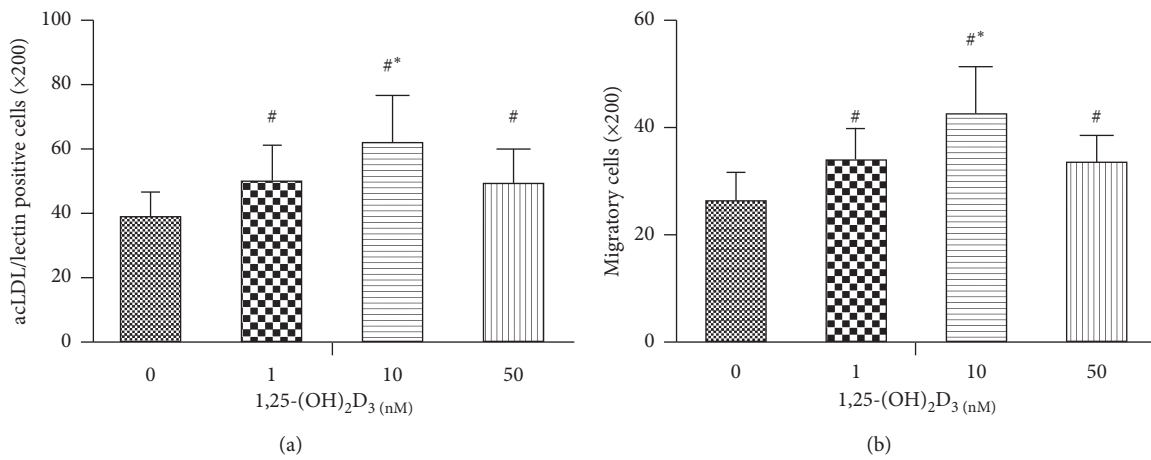 acLDL/lectin positive cells (×200)
100
80
60
40
20
0
#
#*
#
0 1 10 50
1,25-(OH)₂D₃ (nM)
(a)
Migratory cells (×200)
60
40
20
0
#
#*
#
0 1 10 50
1,25-(OH)₂D₃ (nM)
(b)